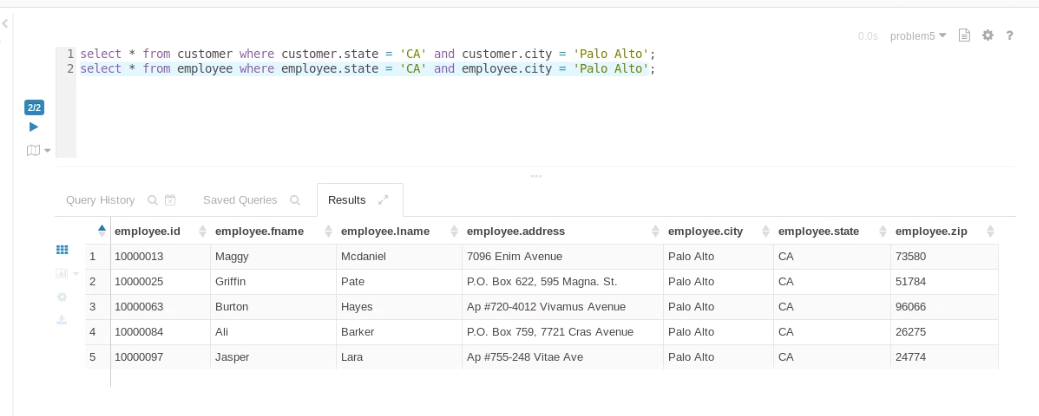 0.0s problem5 ?
1 select * from customer where customer.state = 'CA' and customer.city = 'Palo Alto';
2 select * from employee where employee.state = 'CA' and employee.city = 'Palo Alto';
2/2
Query History Saved Queries Results
employee.id employee.fname employee.lname employee.address employee.city employee.state employee.zip
1 10000013 Maggy Mcdaniel 7096 Enim Avenue Palo Alto CA 73580
2 10000025 Griffin Pate P.O. Box 622, 595 Magna. St. Palo Alto CA 51784
3 10000063 Burton Hayes Ap #720-4012 Vivamus Avenue Palo Alto CA 96066
4 10000084 Ali Barker P.O. Box 759, 7721 Cras Avenue Palo Alto CA 26275
5 10000097 Jasper Lara Ap #755-248 Vitae Ave Palo Alto CA 24774